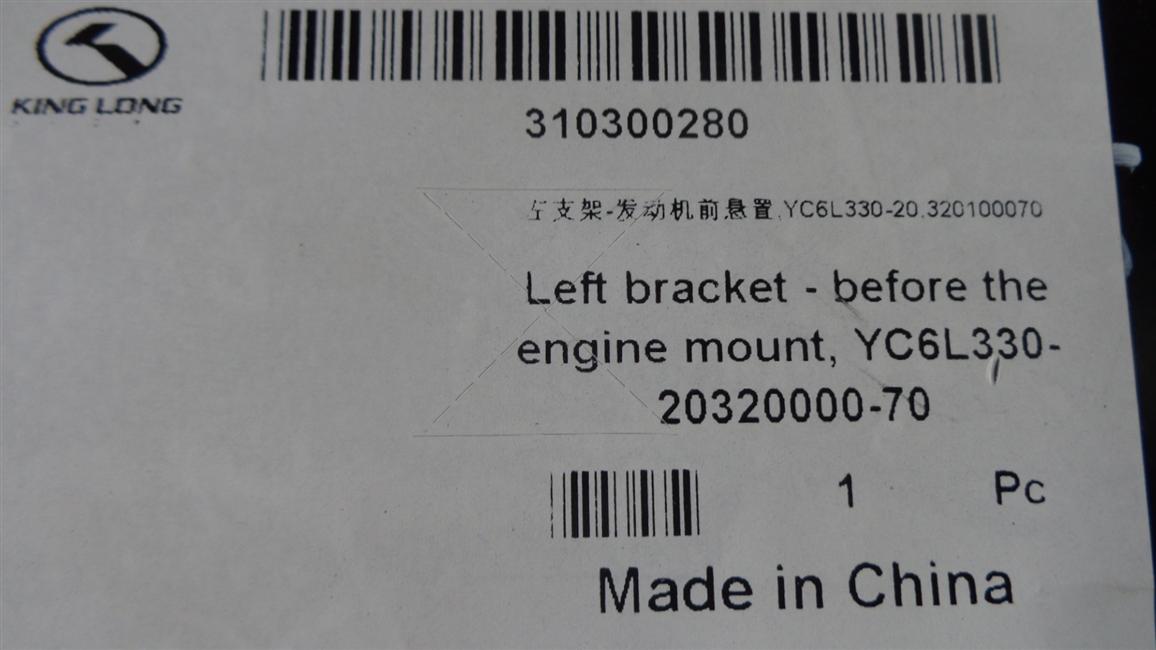 KING LONG
310300280
左支架-发动机前悬置,YC6L330-20.320100070
Left bracket - before the
engine mount, YC6L330-
20320000-70
1 Pc
Made in China